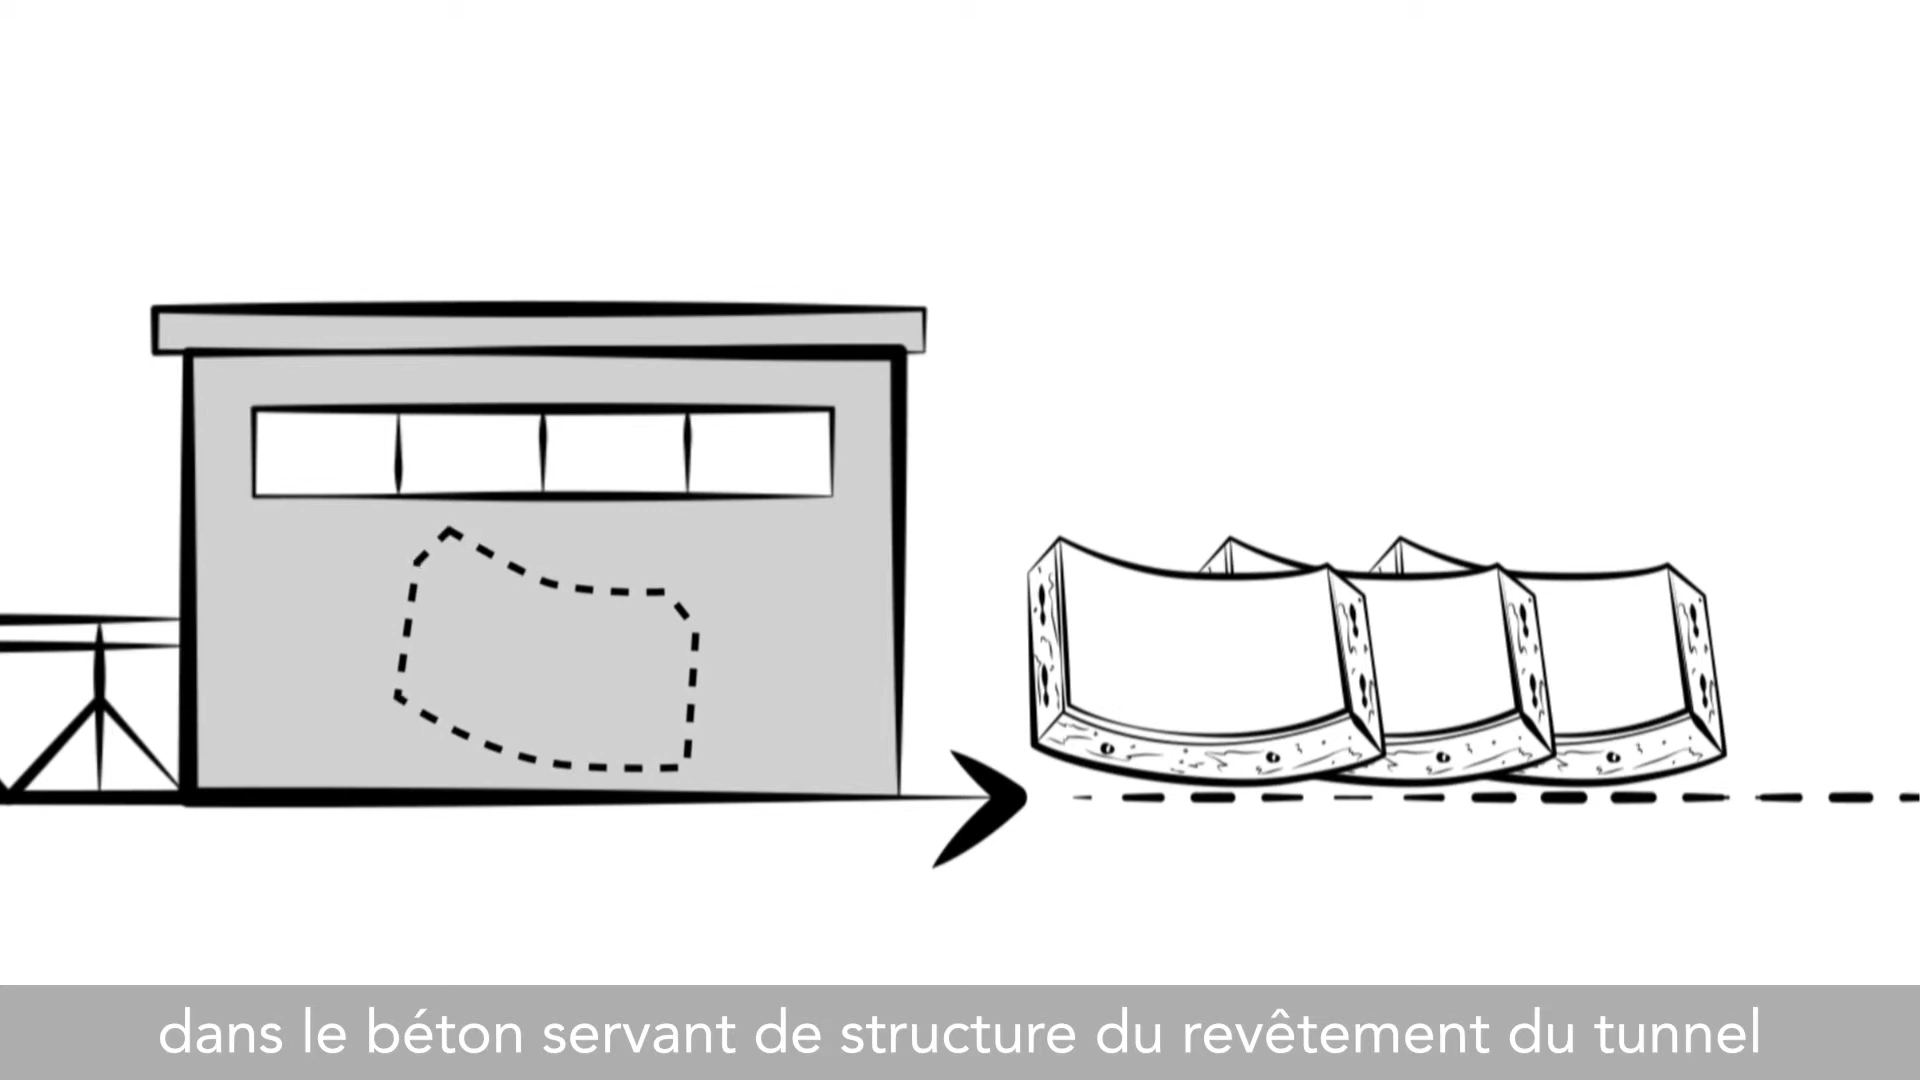 dans le béton servant de structure du revêtement du tunnel